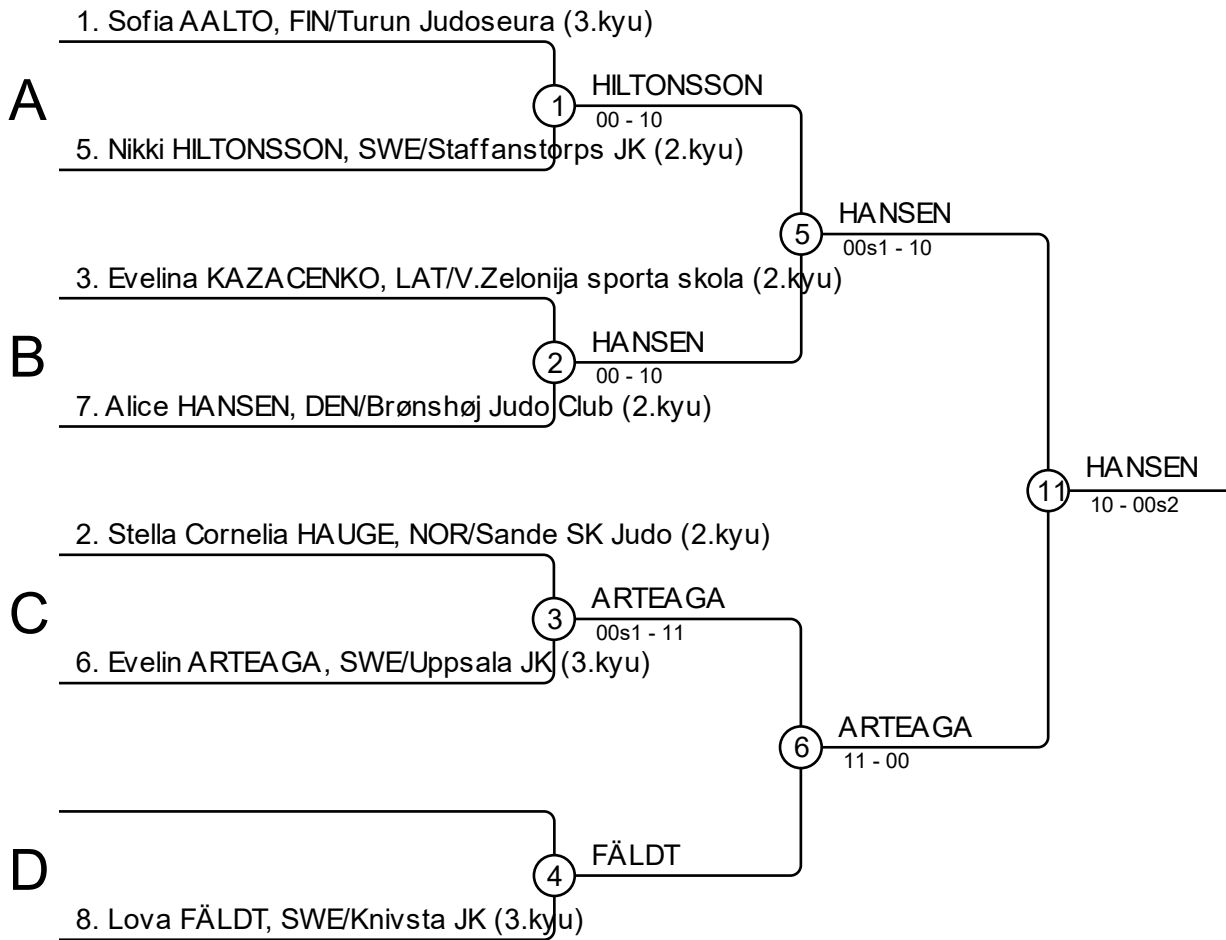 1. Sofia AALTO, FIN/Turun Judoseura (3.kyu)
A
1
HILTONSSON
00 - 10
5. Nikki HILTONSSON, SWE/Staffanstorps JK (2.kyu)
5
HANSEN
00s1 - 10
3. Evelina KAZACENKO, LAT/V.Zelonija sporta skola (2.kyu)
B
2
HANSEN
00 - 10
7. Alice HANSEN, DEN/Brønshøj Judo Club (2.kyu)
11
HANSEN
10 - 00s2
2. Stella Cornelia HAUGE, NOR/Sande SK Judo (2.kyu)
C
3
ARTEAGA
00s1 - 11
6. Evelin ARTEAGA, SWE/Uppsala JK (3.kyu)
6
ARTEAGA
11 - 00
D
4
FÄLDT
8. Lova FÄLDT, SWE/Knivsta JK (3.kyu)